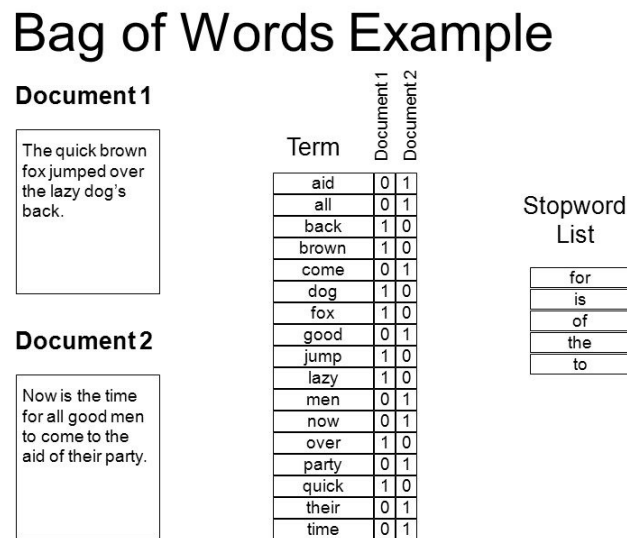 Bag of Words Example
Document 1
The quick brown
fox jumped over
the lazy dog's
back.
Document 2
Now is the time
for all good men
to come to the
aid of their party.
Term Document 1 Document 2
aid 0 1
all 0 1
back 1 0
brown 1 0
come 0 1
dog 1 0
fox 1 0
good 0 1
jump 1 0
lazy 1 0
men 0 1
now 0 1
over 1 0
party 0 1
quick 1 0
their 0 1
time 0 1
Stopword
List
for
is
of
the
to